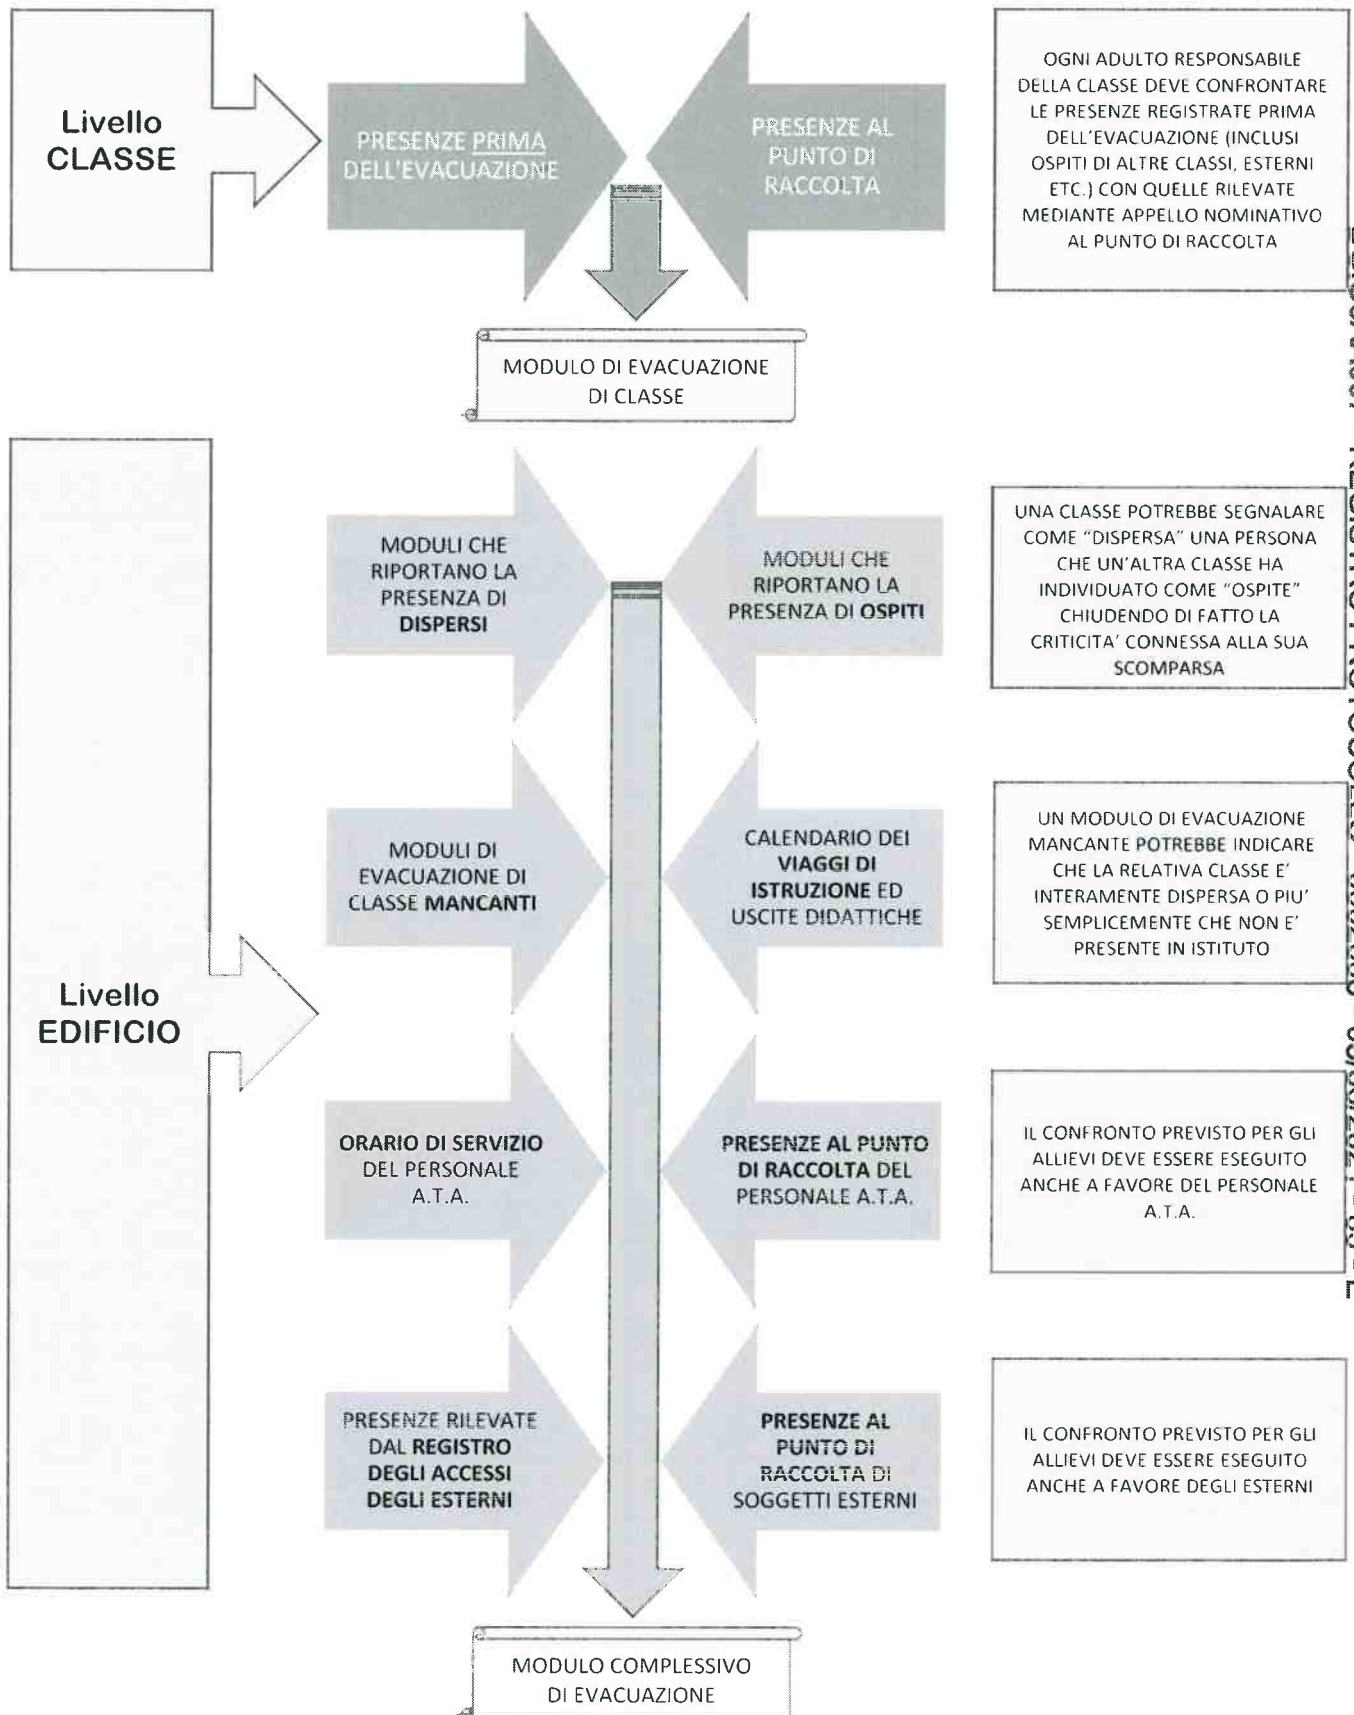 Livello
CLASSE
PRESENZE PRIMA
DELL'EVACUAZIONE
PRESENZE AL
PUNTO DI
RACCOLTA
OGNI ADULTO RESPONSABILE
DELLA CLASSE DEVE CONFRONTARE
LE PRESENZE REGISTRATE PRIMA
DELL'EVACUAZIONE (INCLUSI
OSPITI DI ALTRE CLASSI, ESTERNI
ETC.) CON QUELLE RILEVATE
MEDIANTE APPELLO NOMINATIVO
AL PUNTO DI RACCOLTA
MODULO DI EVACUAZIONE
DI CLASSE
Livello
EDIFICIO
MODULI CHE
RIPORTANO LA
PRESENZA DI
DISPERSI
MODULI CHE
RIPORTANO LA
PRESENZA DI OSPITI
UNA CLASSE POTREBBE SEGNALARE
COME "DISPERSA" UNA PERSONA
CHE UN'ALTRA CLASSE HA
INDIVIDUATO COME "OSPITE"
CHIUDENDO DI FATTO LA
CRITICITA' CONNESSA ALLA SUA
SCOMPARSA
MODULI DI
EVACUAZIONE DI
CLASSE MANCANTI
CALENDARIO DEI
VIAGGI DI
ISTRUZIONE ED
USCITE DIDATTICHE
UN MODULO DI EVACUAZIONE
MANCANTE POTREBBE INDICARE
CHE LA RELATIVA CLASSE E'
INTERAMENTE DISPERSA O PIU'
SEMPLICEMENTE CHE NON E'
PRESENTE IN ISTITUTO
ORARIO DI SERVIZIO
DEL PERSONALE
A.T.A.
PRESENZE AL PUNTO
DI RACCOLTA DEL
PERSONALE A.T.A.
IL CONFRONTO PREVISTO PER GLI
ALLIEVI DEVE ESSERE ESEGUITO
ANCHE A FAVORE DEL PERSONALE
A.T.A.
PRESENZE RILEVATE
DAL REGISTRO
DEGLI ACCESSI
DEGLI ESTERNI
PRESENZE AL
PUNTO DI
RACCOLTA DI
SOGGETTI ESTERNI
IL CONFRONTO PREVISTO PER GLI
ALLIEVI DEVE ESSERE ESEGUITO
ANCHE A FAVORE DEGLI ESTERNI
MODULO COMPLESSIVO
DI EVACUAZIONE